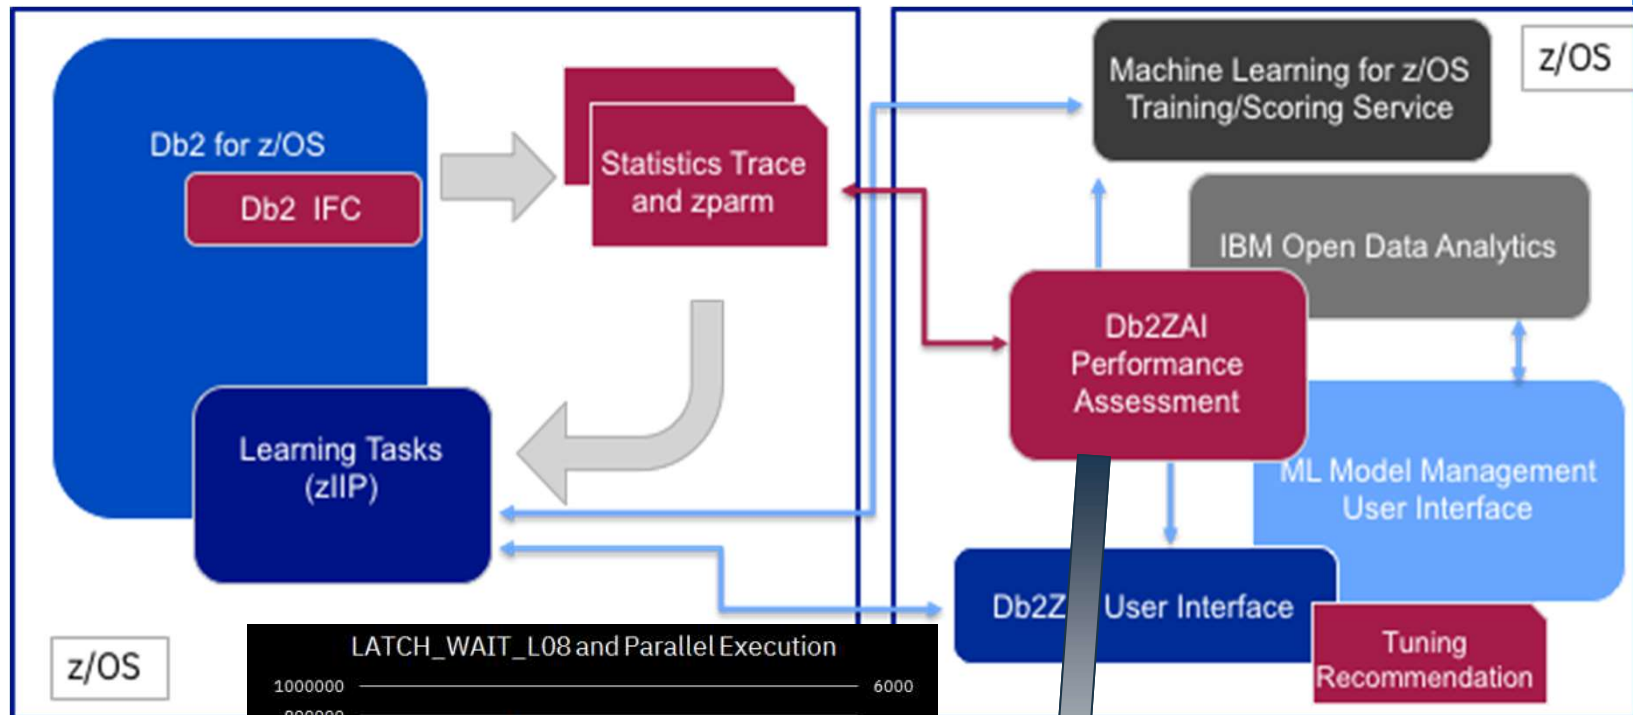 Db2 for z/OS
Db2 IFC
Statistics Trace
and zparm
Learning Tasks
(zIIP)
z/OS
z/OS
Machine Learning for z/OS
Training/Scoring Service
IBM Open Data Analytics
Db2ZAI
Performance
Assessment
ML Model Management
User Interface
Db2Z
User Interface
Tuning
Recommendation
LATCH_WAIT_L08 and Parallel Execution
1000000
6000